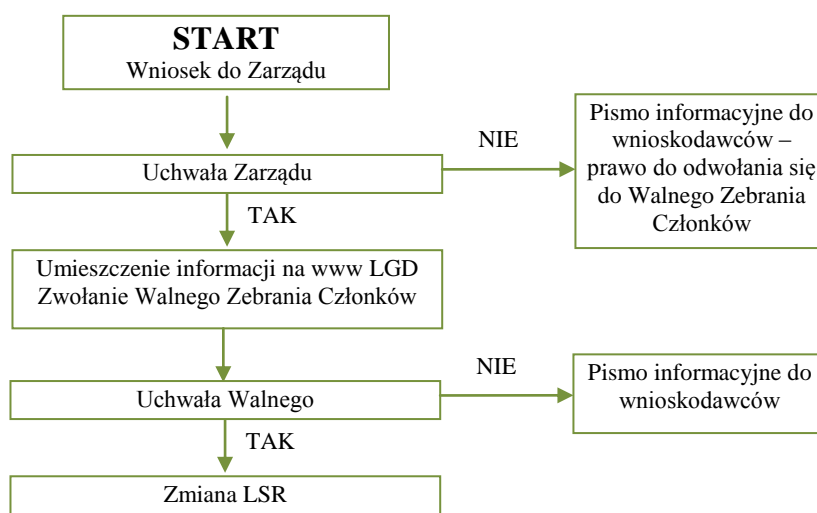 START
Wniosek do Zarządu
NIE
Pismo informacyjne do
wnioskodawców –
prawo do odwołania się
do Walnego Zebrania
Członków
Uchwała Zarządu
TAK
Umieszczenie informacji na www LGD
Zwołanie Walnego Zebrania Członków
NIE
Pismo informacyjne do
wnioskodawców
Uchwała Walnego
TAK
Zmiana LSR